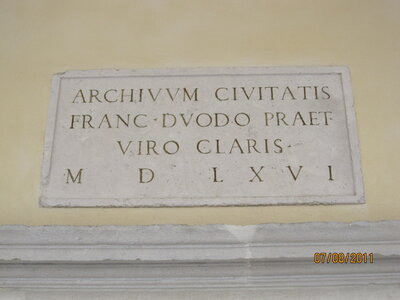 ARCHIVVM CIVITATIS
FRANC·DVODO PRAET
VIRO CLARIS·
M D L X V I
07/08/2011